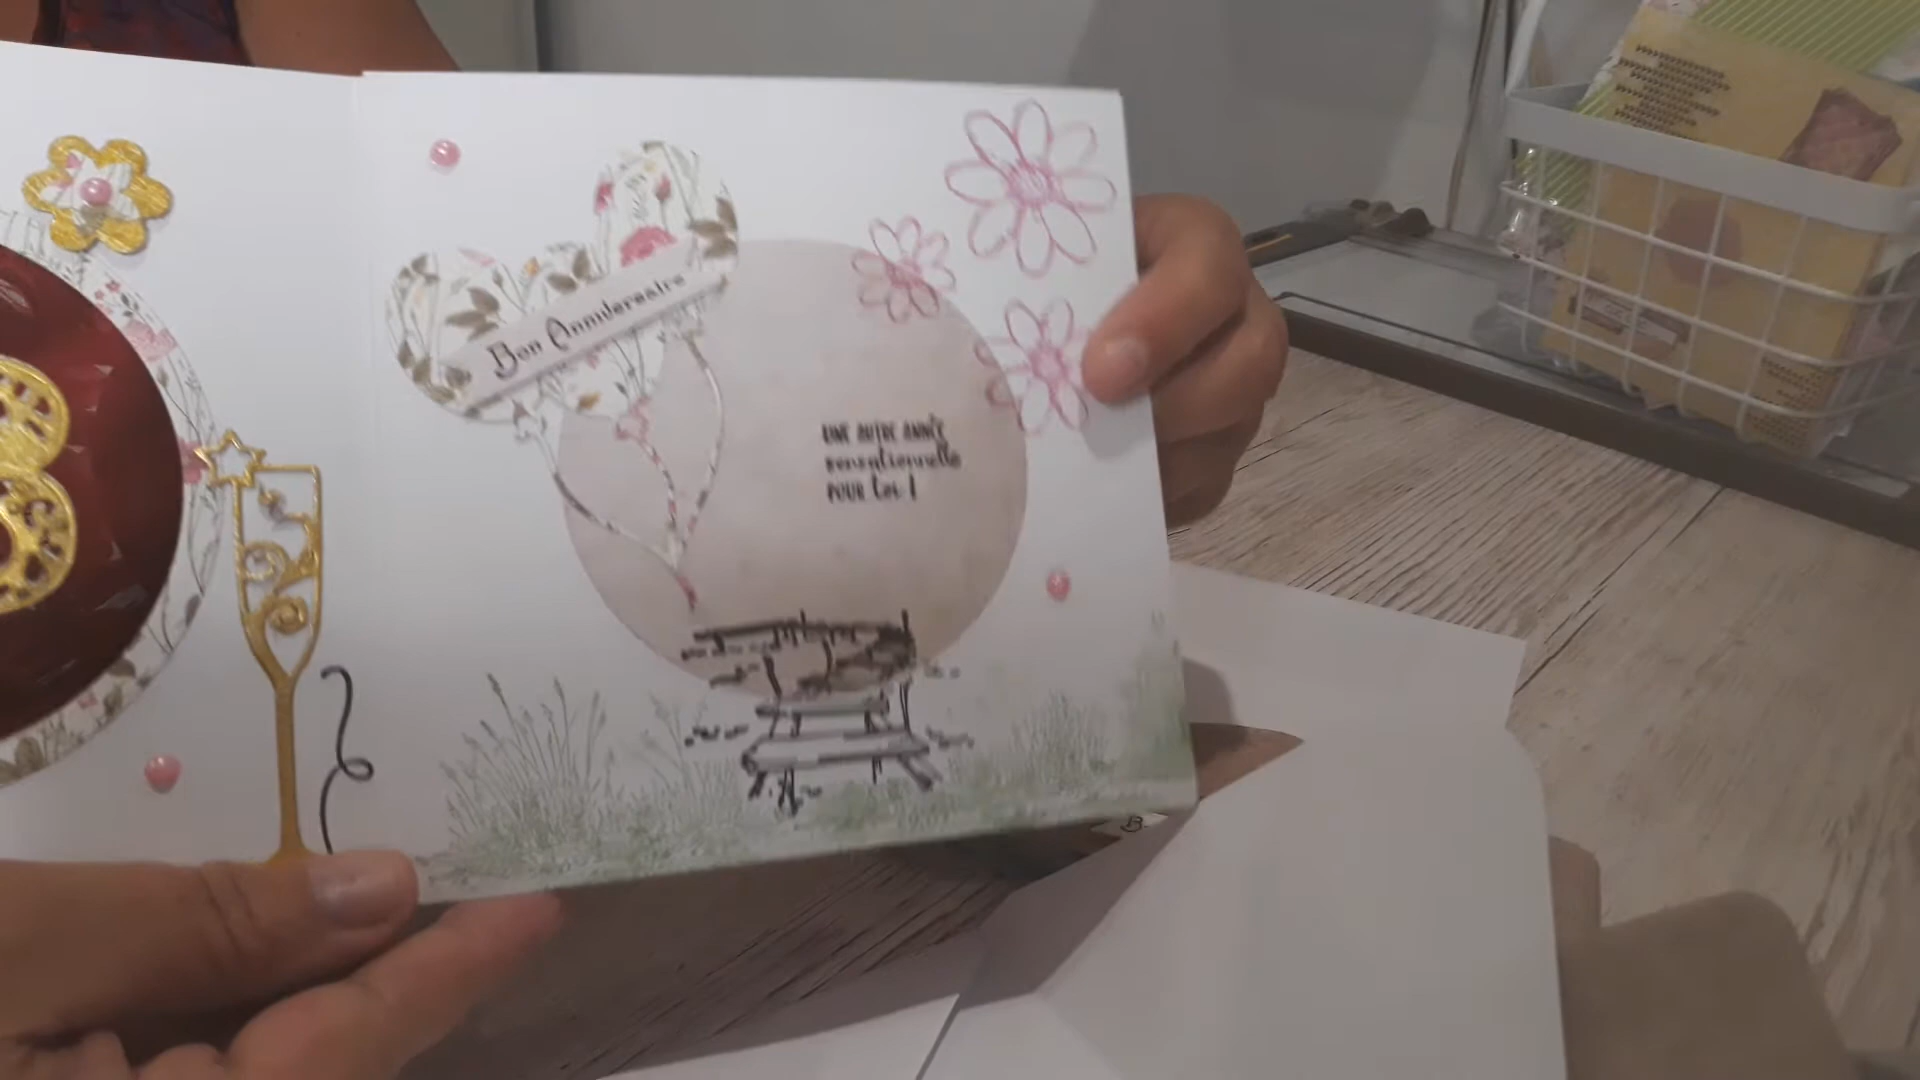 Bon Anniversaire
UNE AUTRE ANNÉE
sensationnelle
POUR toi !
B.